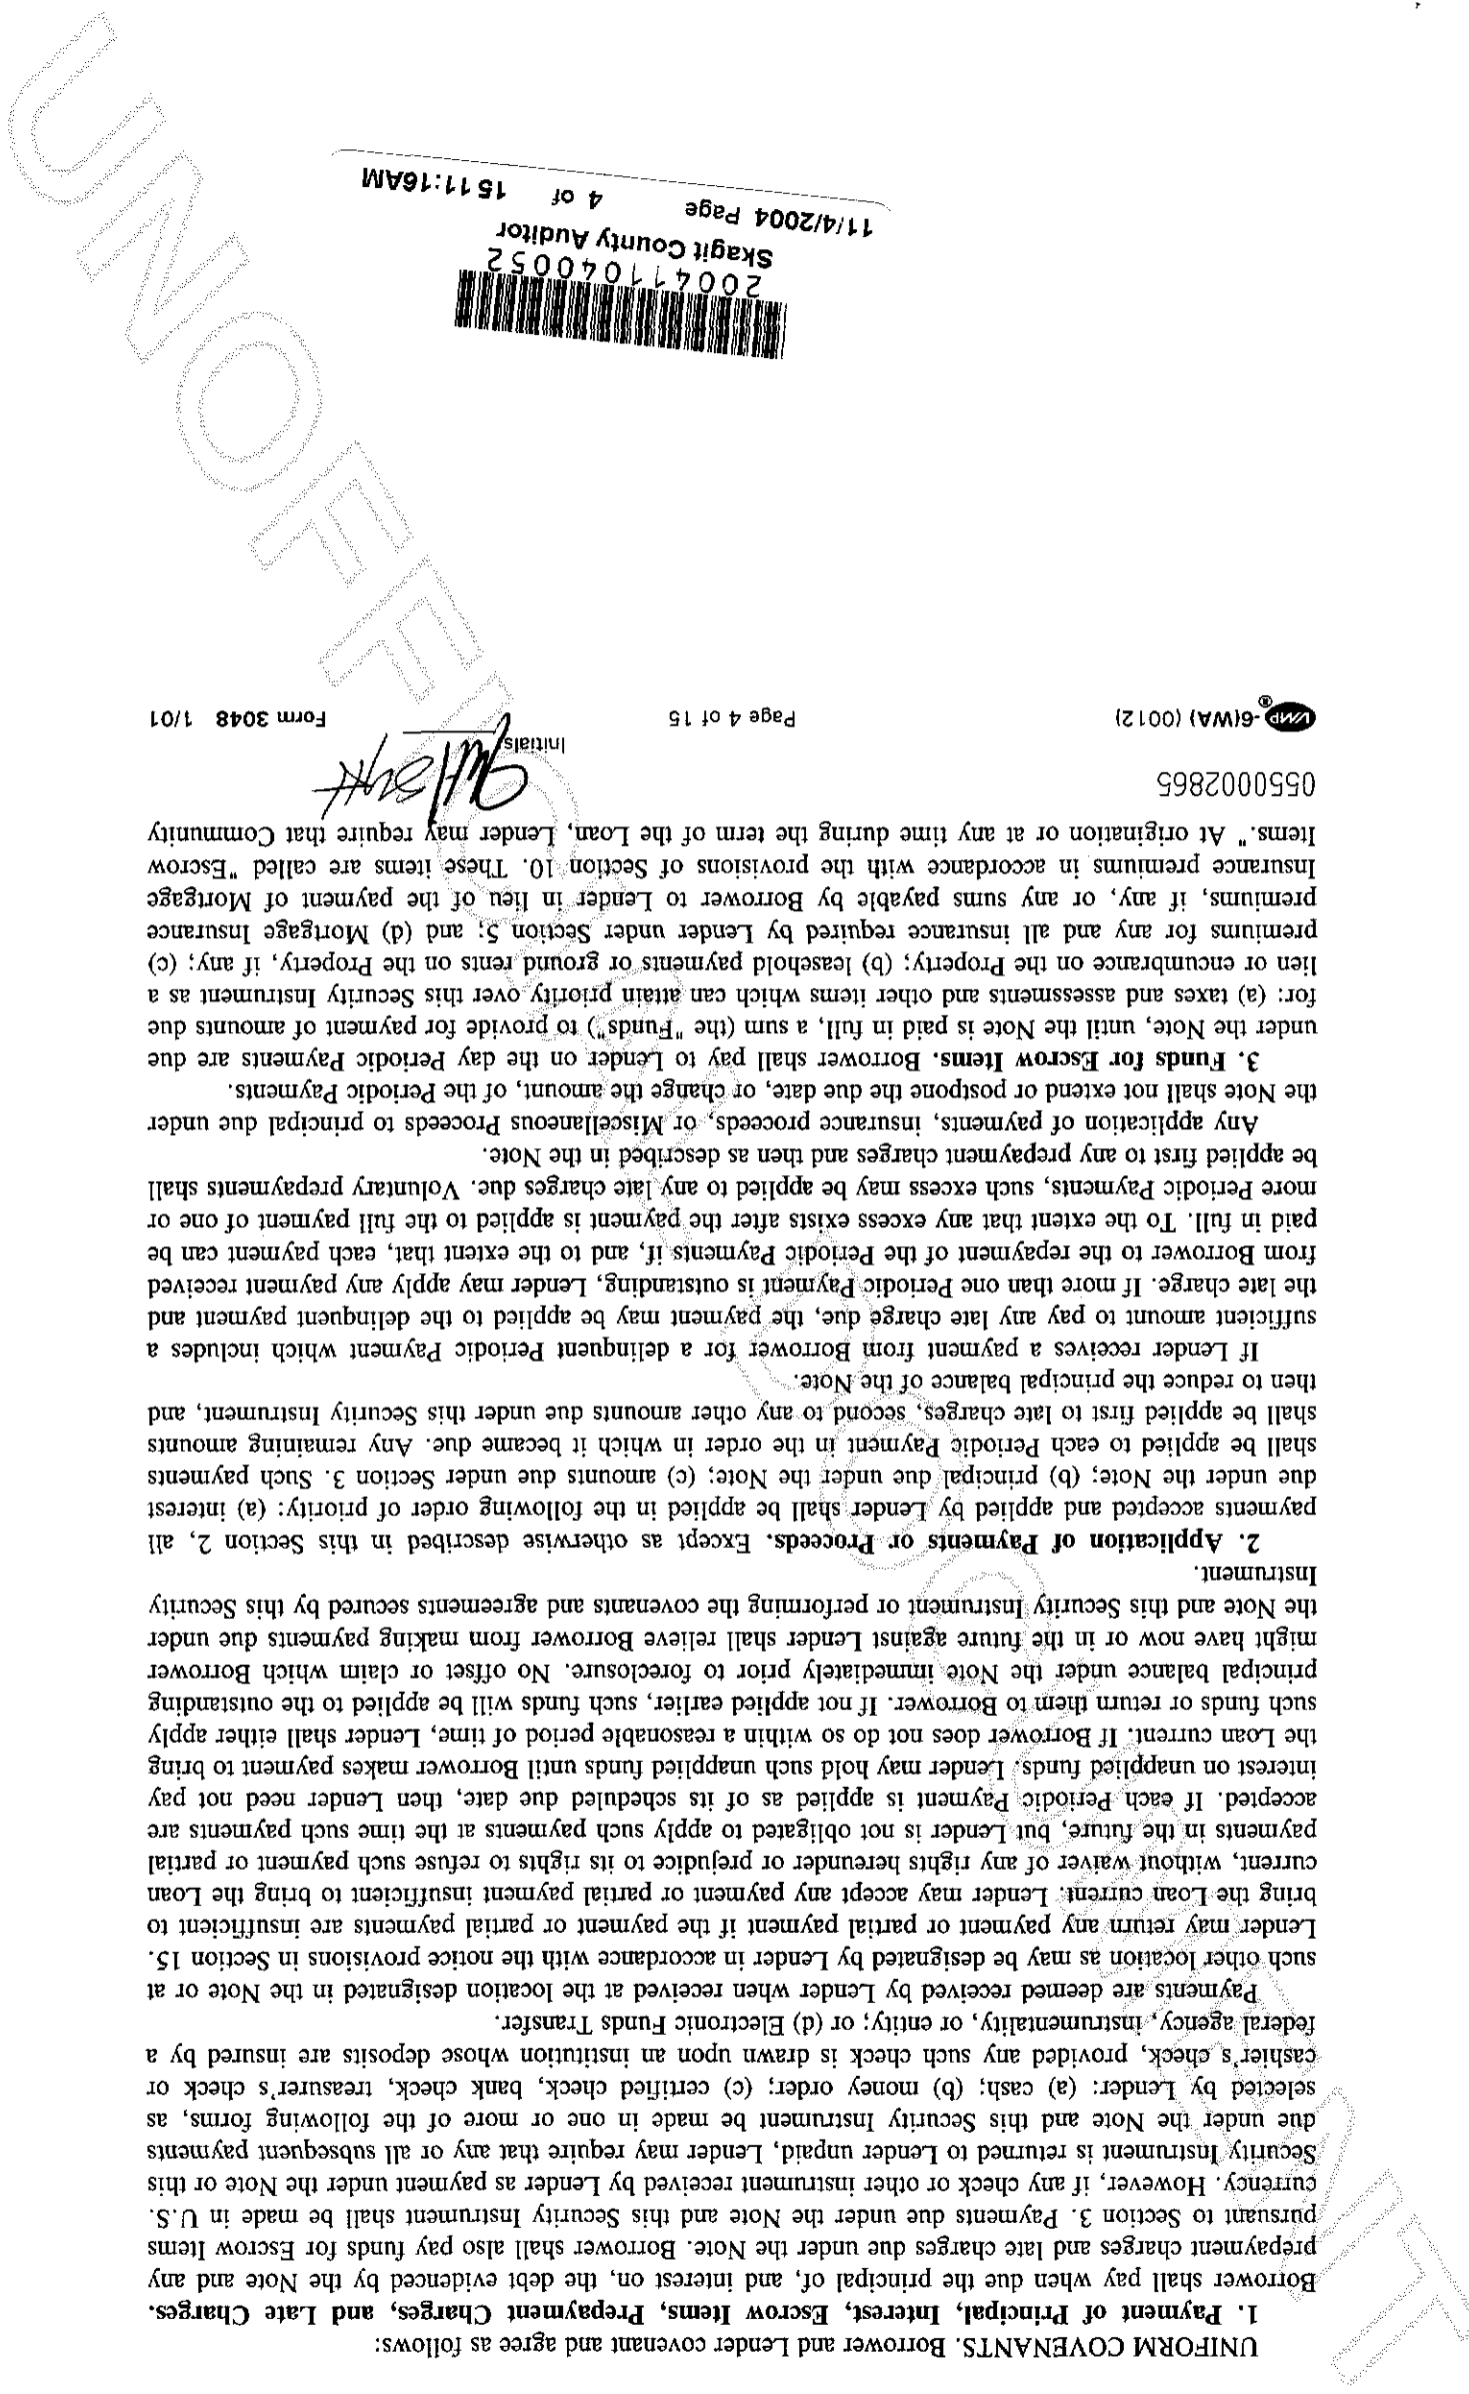 UNIFORM COVENANTS. Borrower and Lender covenant and agree as follows:
1. Payment of Principal, Interest, Escrow Items, Prepayment Charges, and Late Charges.
Borrower shall pay when due the principal of, and interest on, the debt evidenced by the Note and any
prepayment charges and late charges due under the Note. Borrower shall also pay funds for Escrow Items
pursuant to Section 3. Payments due under the Note and this Security Instrument shall be made in U.S.
currency. However, if any check or other instrument received by Lender as payment under the Note or this
Security Instrument is returned to Lender unpaid, Lender may require that any or all subsequent payments
due under the Note and this Security Instrument be made in one or more of the following forms, as
selected by Lender: (a) cash; (b) money order; (c) certified check, bank check, treasurer's check or
cashier's check, provided any such check is drawn upon an institution whose deposits are insured by a
federal agency, instrumentality, or entity; or (d) Electronic Funds Transfer.
Payments are deemed received by Lender when received at the location designated in the Note or at
such other location as may be designated by Lender in accordance with the notice provisions in Section 15.
Lender may return any payment or partial payment if the payment or partial payments are insufficient to
bring the Loan current. Lender may accept any payment or partial payment insufficient to bring the Loan
current, without waiver of any rights hereunder or prejudice to its rights to refuse such payment or partial
payments in the future, but Lender is not obligated to apply such payments at the time such payments are
accepted. If each Periodic Payment is applied as of its scheduled due date, then Lender need not pay
interest on unapplied funds. Lender may hold such unapplied funds until Borrower makes payment to bring
the Loan current. If Borrower does not do so within a reasonable period of time, Lender shall either apply
such funds or return them to Borrower. If not applied earlier, such funds will be applied to the outstanding
principal balance under the Note immediately prior to foreclosure. No offset or claim which Borrower
might have now or in the future against Lender shall relieve Borrower from making payments due under
the Note and this Security Instrument or performing the covenants and agreements secured by this Security
Instrument.
2. Application of Payments or Proceeds. Except as otherwise described in this Section 2, all
payments accepted and applied by Lender shall be applied in the following order of priority: (a) interest
due under the Note; (b) principal due under the Note; (c) amounts due under Section 3. Such payments
shall be applied to each Periodic Payment in the order in which it became due. Any remaining amounts
shall be applied first to late charges, second to any other amounts due under this Security Instrument, and
then to reduce the principal balance of the Note.
If Lender receives a payment from Borrower for a delinquent Periodic Payment which includes a
sufficient amount to pay any late charge due, the payment may be applied to the delinquent payment and
the late charge. If more than one Periodic Payment is outstanding, Lender may apply any payment received
from Borrower to the repayment of the Periodic Payments if, and to the extent that, each payment can be
paid in full. To the extent that any excess exists after the payment is applied to the full payment of one or
more Periodic Payments, such excess may be applied to any late charges due. Voluntary prepayments shall
be applied first to any prepayment charges and then as described in the Note.
Any application of payments, insurance proceeds, or Miscellaneous Proceeds to principal due under
the Note shall not extend or postpone the due date, or change the amount, of the Periodic Payments.
3. Funds for Escrow Items. Borrower shall pay to Lender on the day Periodic Payments are due
under the Note, until the Note is paid in full, a sum (the "Funds") to provide for payment of amounts due
for: (a) taxes and assessments and other items which can attain priority over this Security Instrument as a
lien or encumbrance on the Property; (b) leasehold payments or ground rents on the Property, if any; (c)
premiums for any and all insurance required by Lender under Section 5; and (d) Mortgage Insurance
premiums, if any, or any sums payable by Borrower to Lender in lieu of the payment of Mortgage
Insurance premiums in accordance with the provisions of Section 10. These items are called "Escrow
Items." At origination or at any time during the term of the Loan, Lender may require that Community
0550002865
Initials
VMP®-6(WA) (0012) Page 4 of 15 Form 3048 1/01
200411040052
Skagit County Auditor
11/4/2004 Page 4 of 15 11:16AM
UNOFFICIAL DOCUMENT